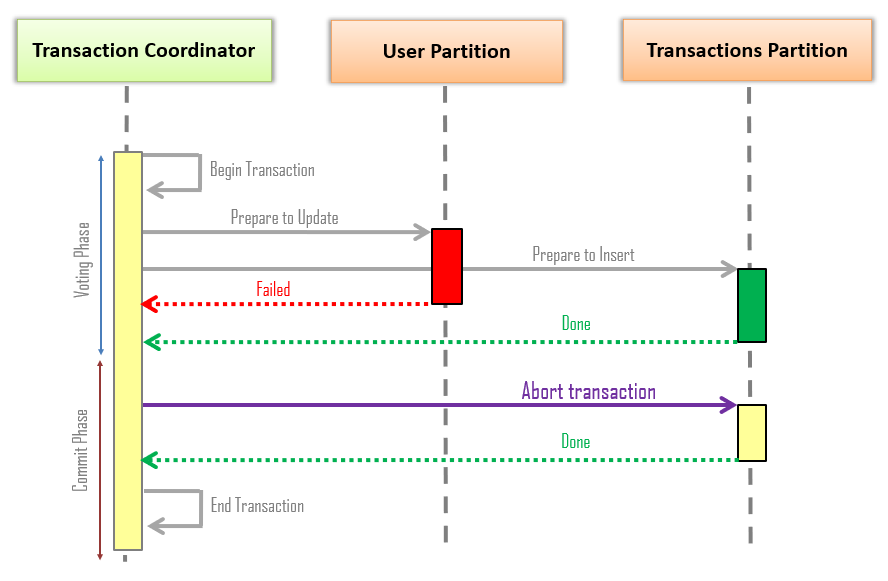 Transaction Coordinator
User Partition
Transactions Partition
Begin Transaction
Prepare to Update
Prepare to Insert
Voting Phase
Failed
Done
Abort transaction
Commit Phase
Done
End Transaction